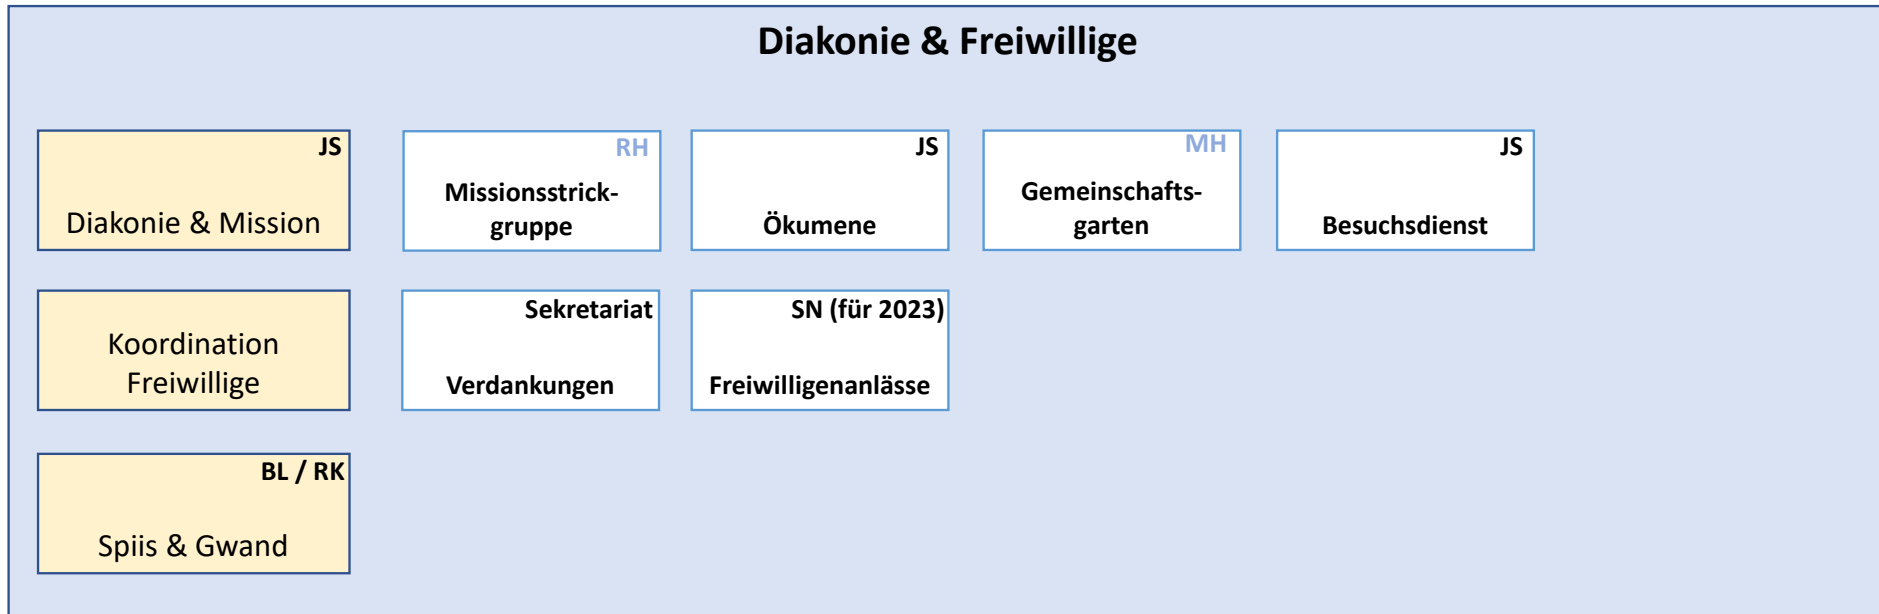 Diakonie & Freiwillige
JS
Diakonie & Mission
RH
Missionsstrick-
gruppe
JS
Ökumene
MH
Gemeinschafts-
garten
JS
Besuchsdienst
Koordination
Freiwillige
Sekretariat
Verdankungen
SN (für 2023)
Freiwilligenanlässe
BL / RK
Spiis & Gwand